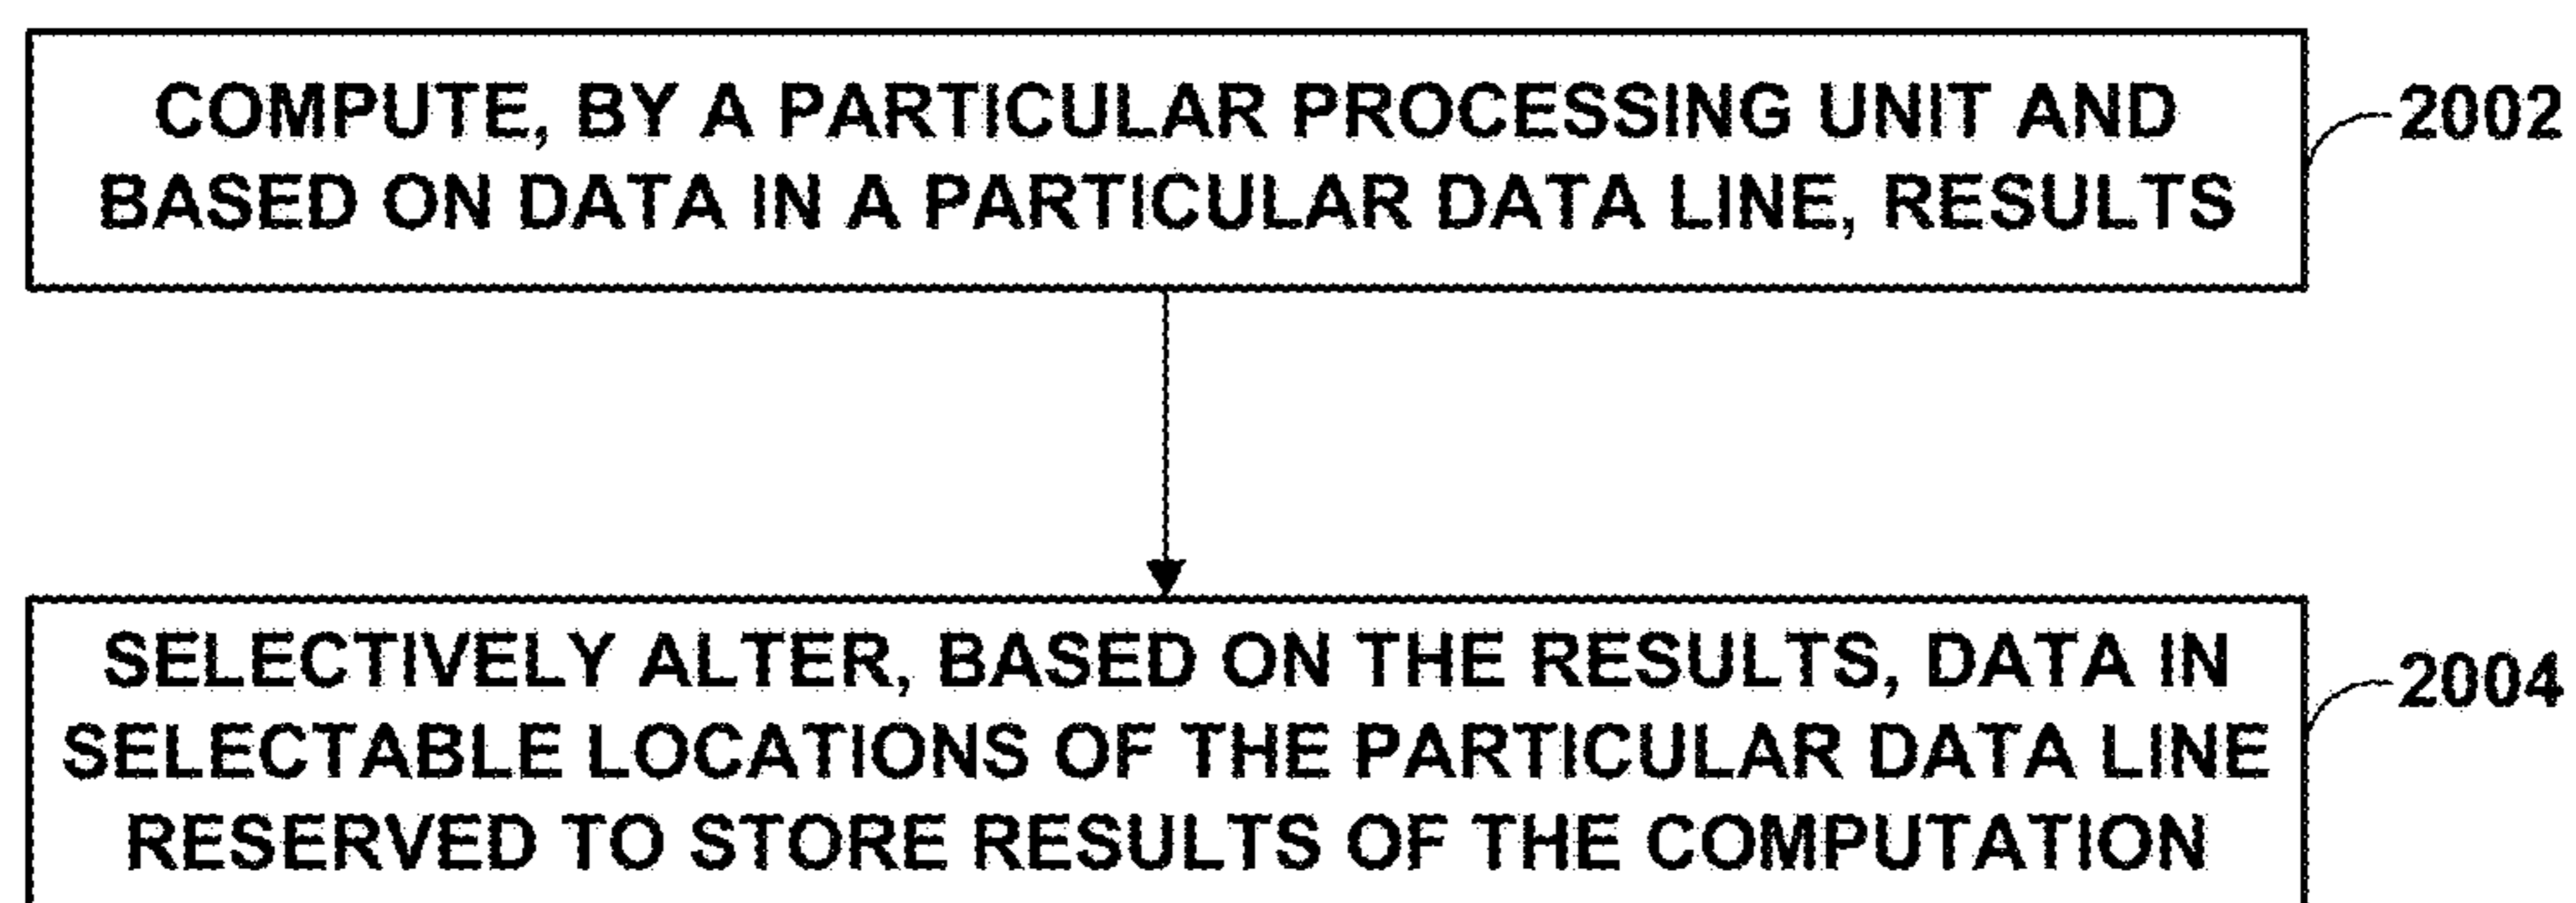 COMPUTE, BY A PARTICULAR PROCESSING UNIT AND
BASED ON DATA IN A PARTICULAR DATA LINE, RESULTS
2002
SELECTIVELY ALTER, BASED ON THE RESULTS, DATA IN
SELECTABLE LOCATIONS OF THE PARTICULAR DATA LINE
RESERVED TO STORE RESULTS OF THE COMPUTATION
2004